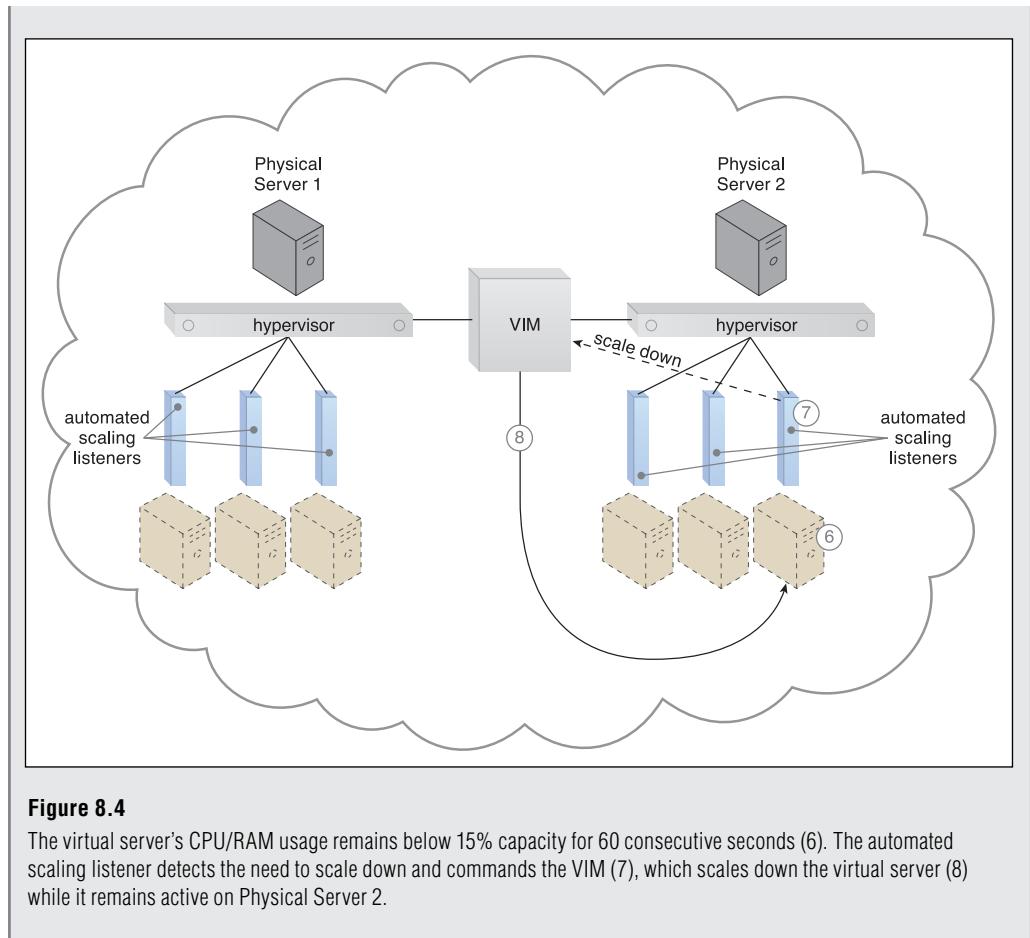 Physical
Server 1
Physical
Server 2
hypervisor
VIM
hypervisor
scale down
automated
scaling
listeners
7
automated
scaling
listeners
8
6
Figure 8.4
The virtual server’s CPU/RAM usage remains below 15% capacity for 60 consecutive seconds (6). The automated
scaling listener detects the need to scale down and commands the VIM (7), which scales down the virtual server (8)
while it remains active on Physical Server 2.